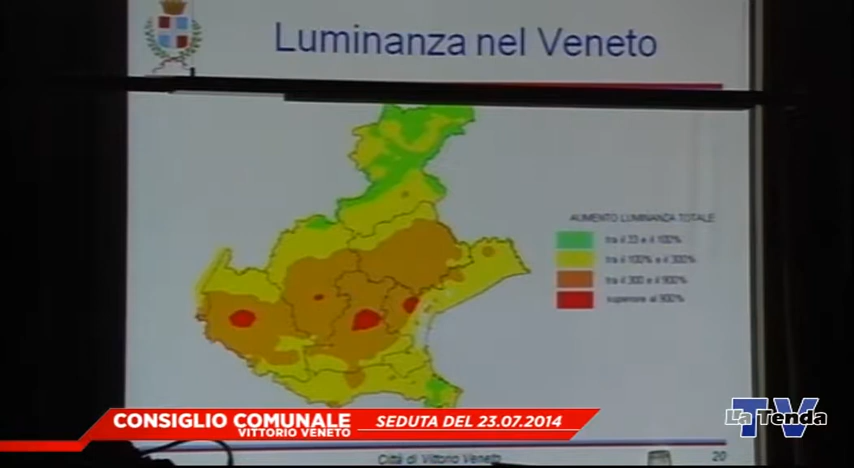 Luminanza nel Veneto
AUMENTO LUMINANZA TOTALE
tra il 33 e il 100%
tra il 100% e il 300%
tra il 300 e il 900%
superiore al 900%
CONSIGLIO COMUNALE
VITTORIO VENETO
SEDUTA DEL 23.07.2014
TV
La Tenda
Città di Vittorio Veneto
20